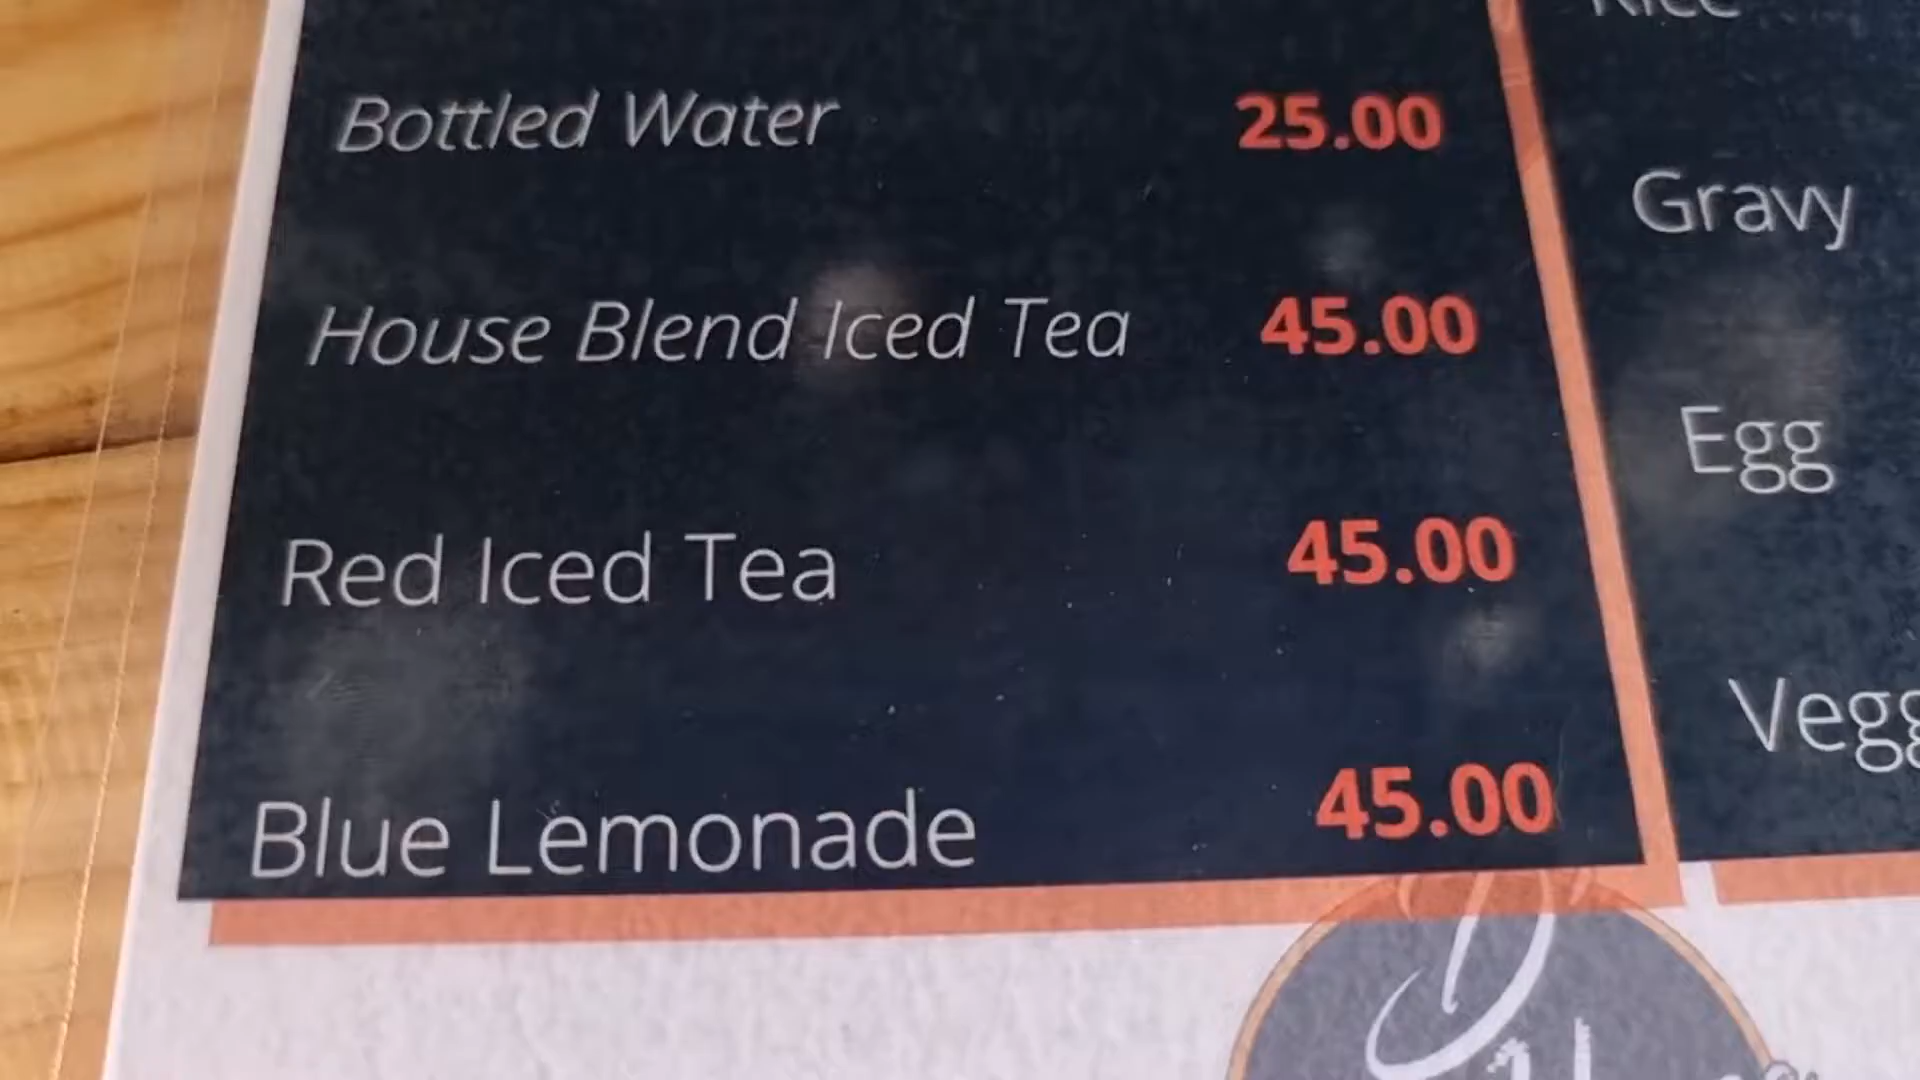 Bottled Water 25.00
House Blend Iced Tea 45.00
Red Iced Tea 45.00
Blue Lemonade 45.00
Rice
Gravy
Egg